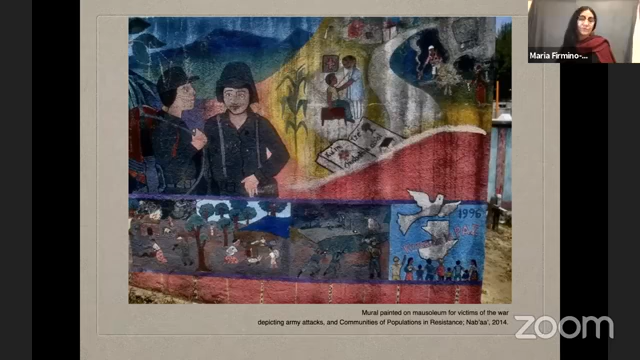 Maria Firmino-...
1996
Mural painted on mausoleum for victims of the war
depicting army attacks, and Communities of Populations in Resistance; Nab'aa', 2014.
zoom